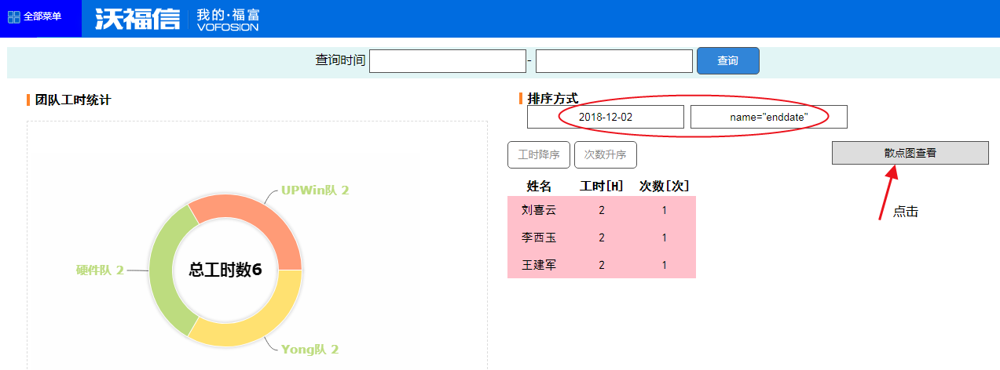 全部菜单
沃福信
我的·福富
VOFOSION
查询时间 - 查询
团队工时统计
排序方式
2018-12-02 name="enddate"
工时降序 次数升序 散点图查看
点击
姓名 工时[H] 次数[次]
刘喜云 2 1
李西玉 2 1
王建军 2 1
UPWin队 2
硬件队 2
总工时数6
Yong队 2